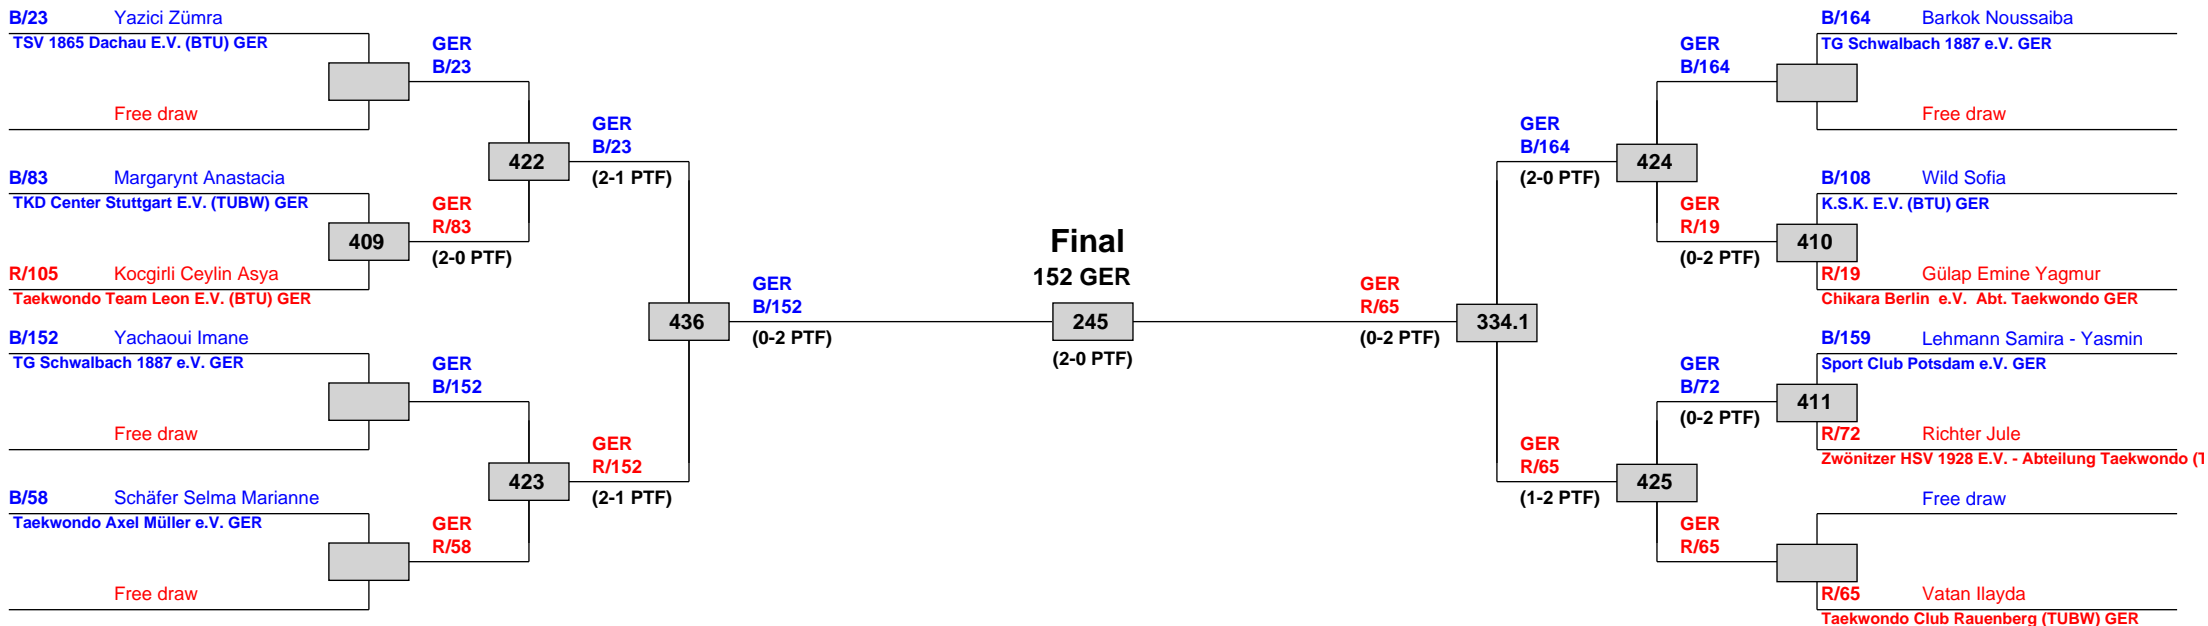 B/23 Yazici Zümra
TSV 1865 Dachau E.V. (BTU) GER
Free draw
B/83 Margarynt Anastacia
TKD Center Stuttgart E.V. (TUBW) GER
409
R/105 Kocgirli Ceylin Asya
Taekwondo Team Leon E.V. (BTU) GER
B/152 Yachaoui Imane
TG Schwalbach 1887 e.V. GER
Free draw
B/58 Schäfer Selma Marianne
Taekwondo Axel Müller e.V. GER
Free draw
GER
B/23
422
GER
R/83
(2-0 PTF)
GER
B/152
423
GER
R/58
GER
B/23
(2-1 PTF)
436
GER
R/152
(2-1 PTF)
GER
B/152
(0-2 PTF)
Final
152 GER
245
(2-0 PTF)
GER
R/65
(0-2 PTF)
334.1
GER
B/164
(2-0 PTF)
GER
R/65
(1-2 PTF)
GER
B/164
424
GER
R/19
(0-2 PTF)
GER
B/72
(0-2 PTF)
425
GER
R/65
B/164 Barkok Noussaiba
TG Schwalbach 1887 e.V. GER
Free draw
B/108 Wild Sofia
K.S.K. E.V. (BTU) GER
410
R/19 Gülap Emine Yagmur
Chikara Berlin e.V. Abt. Taekwondo GER
B/159 Lehmann Samira - Yasmin
Sport Club Potsdam e.V. GER
411
R/72 Richter Jule
Zwönitzer HSV 1928 E.V. - Abteilung Taekwondo (T
Free draw
R/65 Vatan Ilayda
Taekwondo Club Rauenberg (TUBW) GER